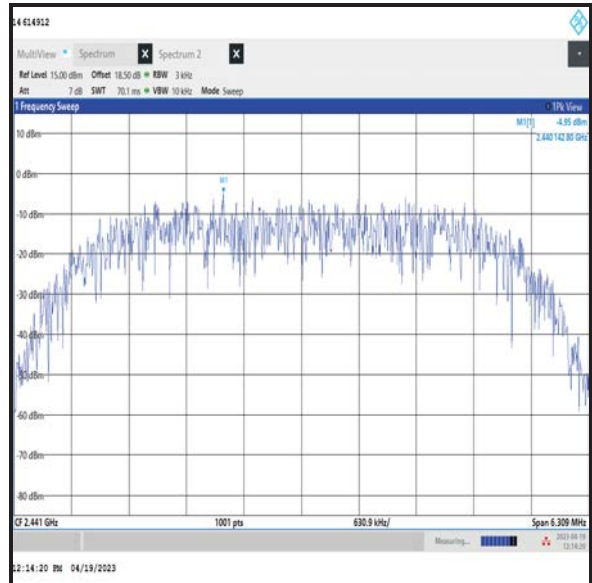 14 614912
MultiView Spectrum X Spectrum 2 X
Ref Level 15.00 dBm Offset 18.50 dB RBW 3 kHz
Att 7 dB SWT 70.1 ms VBW 10 kHz Mode Sweep
1 Frequency Sweep 1Pk View
M1[1] -4.95 dBm
2.440 142 80 GHz
10 dBm
0 dBm
M1
-10 dBm
-20 dBm
-30 dBm
-40 dBm
-50 dBm
-60 dBm
-70 dBm
-80 dBm
CF 2.441 GHz 1001 pts 630.9 kHz/ Span 6.309 MHz
Measuring...
12:14:20
12:14:20 PM 04/19/2023